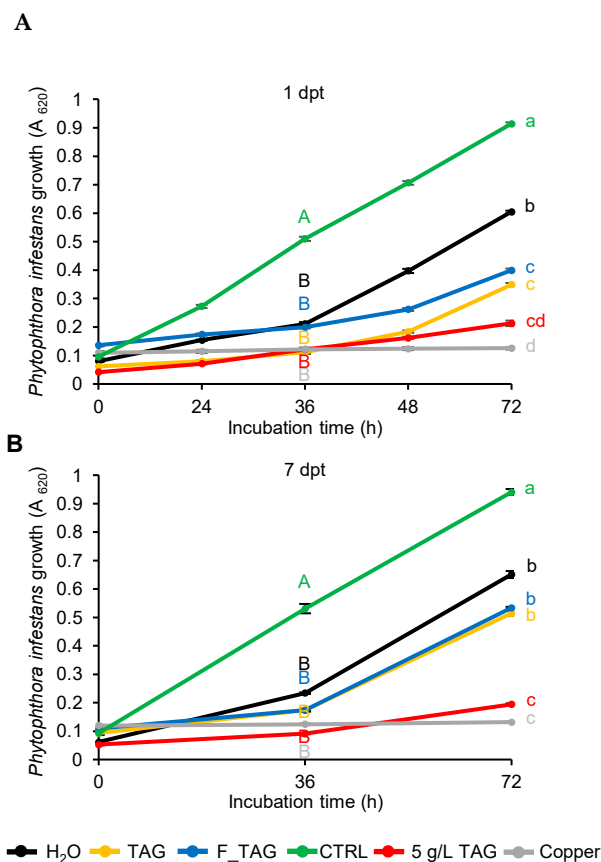 A
1 dpt
Phytophthora infestans growth (A 620)
1
0.9
0.8
0.7
0.6
0.5
0.4
0.3
0.2
0.1
0
A
B
B
B
B
B
a
b
c
c
cd
d
0 24 36 48 72
Incubation time (h)
B
7 dpt
Phytophthora infestans growth (A 620)
1
0.9
0.8
0.7
0.6
0.5
0.4
0.3
0.2
0.1
0
A
B
B
B
B
B
a
b
b
b
c
c
0 36 72
Incubation time (h)
H₂O TAG F_TAG CTRL 5 g/L TAG Copper